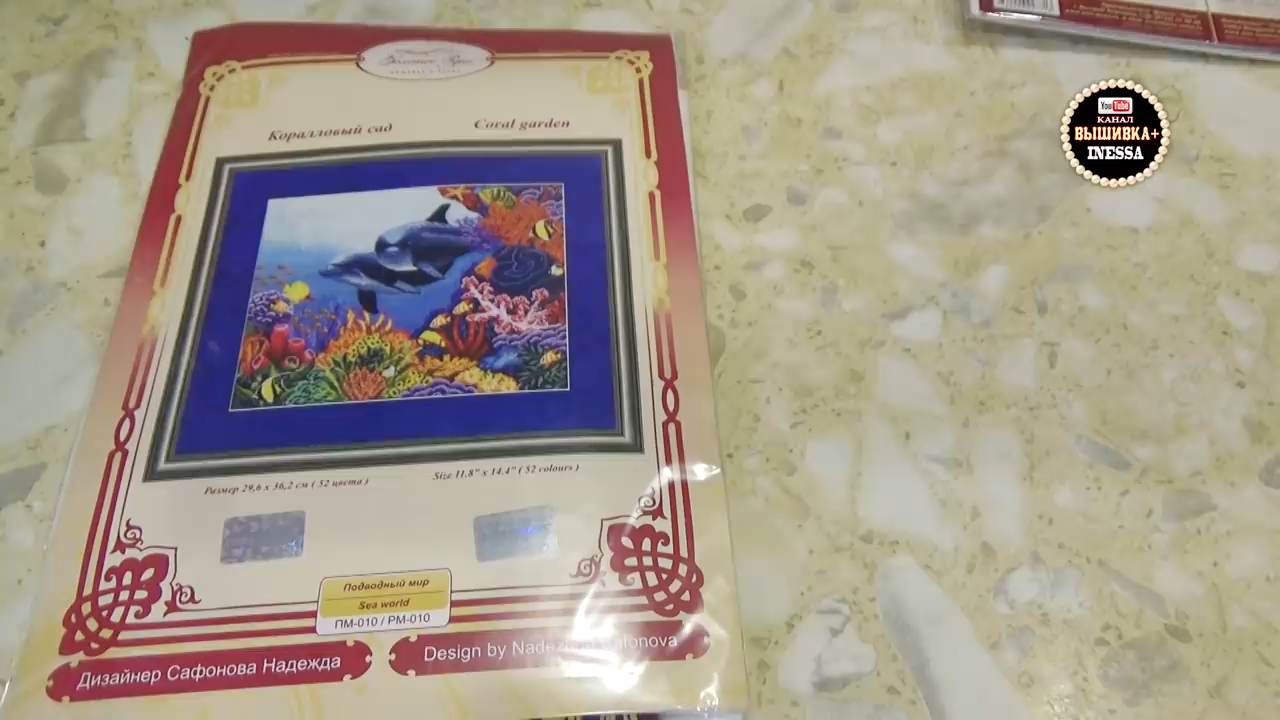 Коралловый сад
Coral garden
Размер 29,6 x 36,2 см ( 52 цвета )
Size 11.8" x 14.4" ( 52 colours )
Подводный мир
Sea world
ПМ-010 / PM-010
Дизайнер Сафонова Надежда
Design by
YouTube
КАНАЛ
ВЫШИВКА+
INESSA